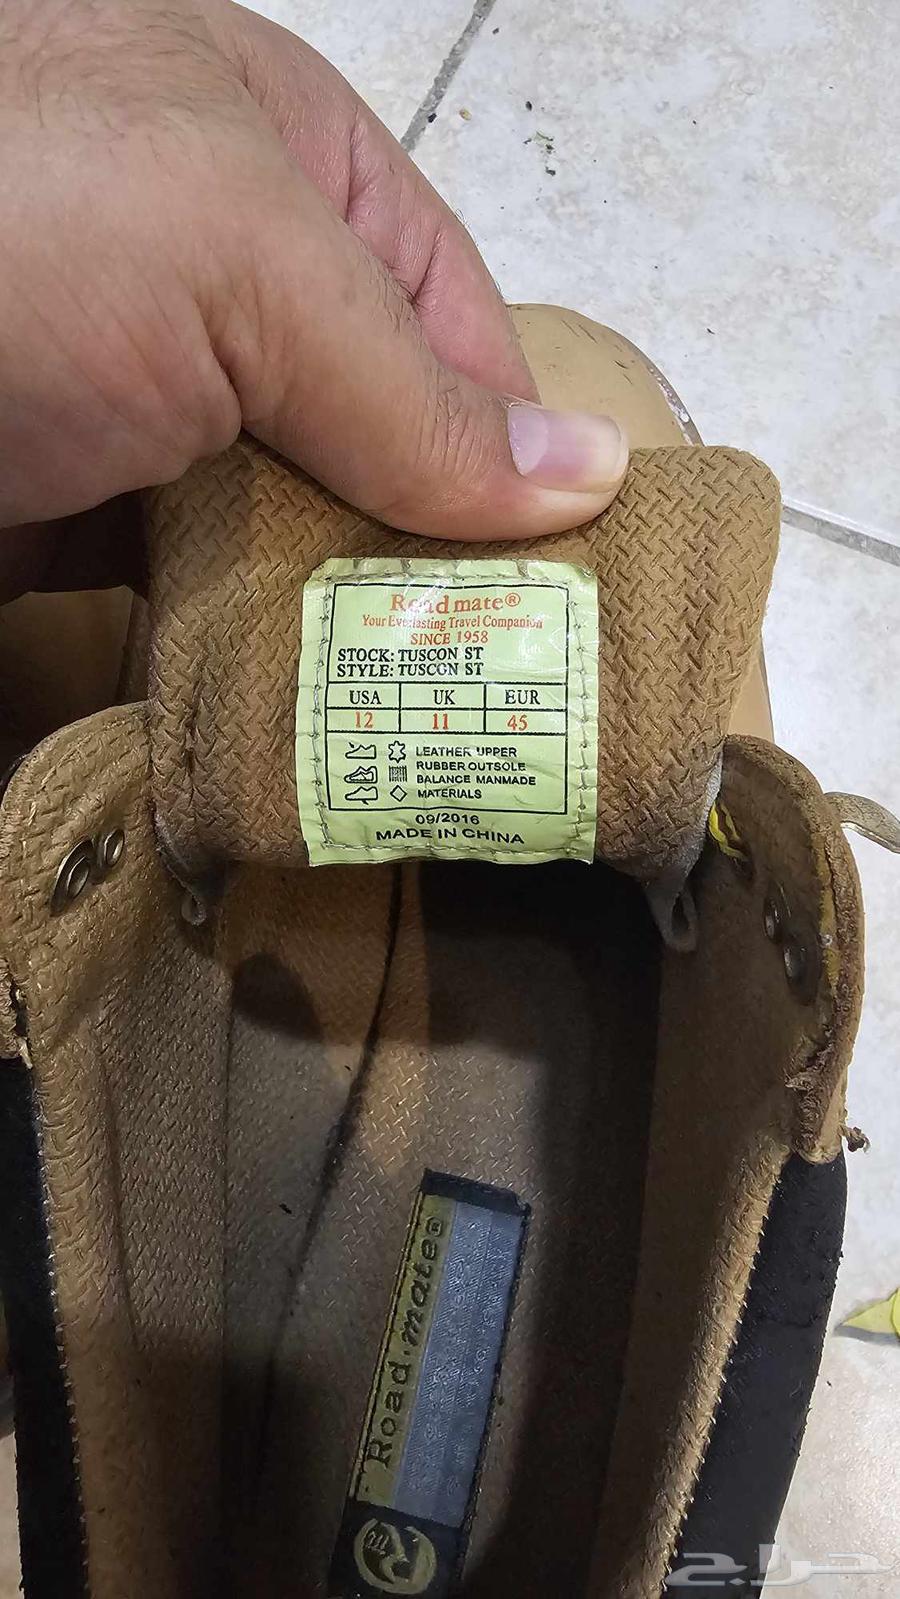 Road mate®
Your Everlasting Travel Companion
SINCE 1958
STOCK: TUSCON ST
STYLE: TUSCON ST
USA UK EUR
12 11 45
LEATHER UPPER
RUBBER OUTSOLE
BALANCE MANMADE
MATERIALS
09/2016
MADE IN CHINA
Road·mate®
حراج